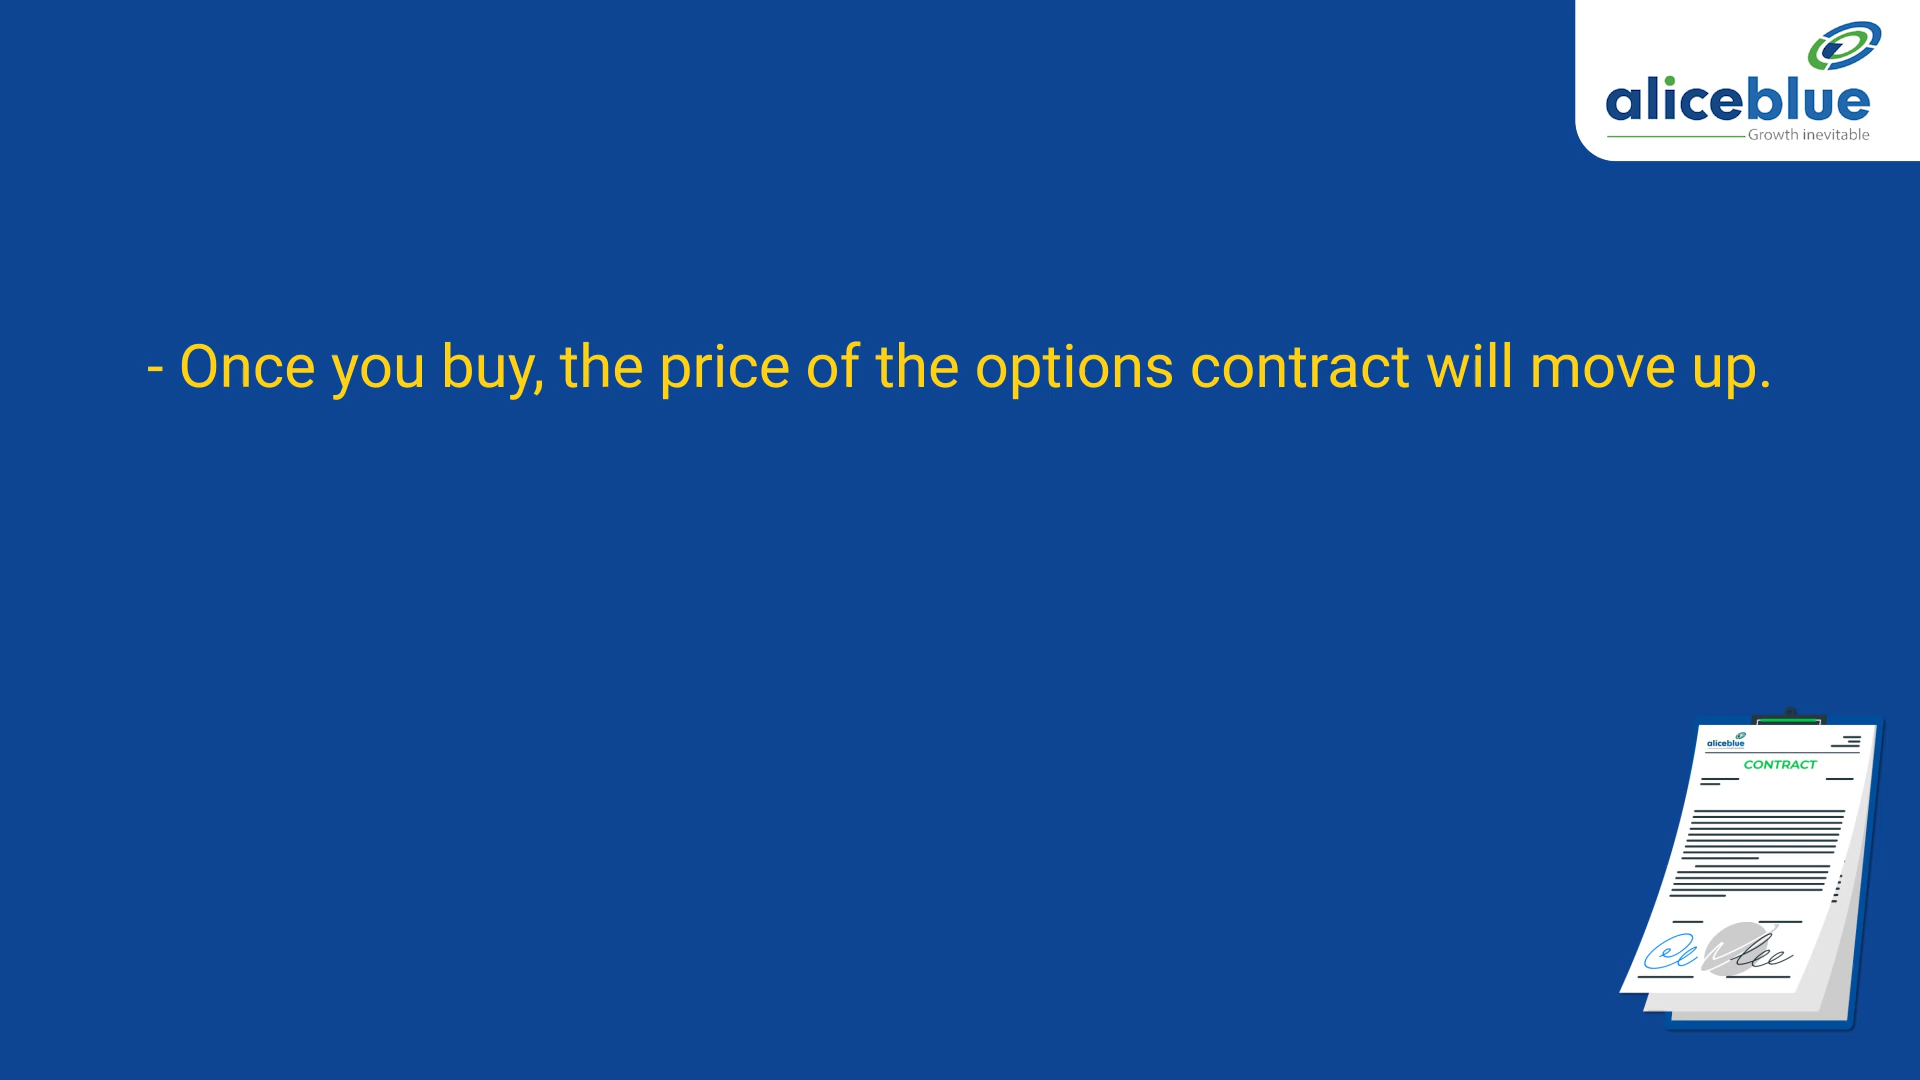 aliceblue
Growth inevitable
- Once you buy, the price of the options contract will move up.
aliceblue
CONTRACT